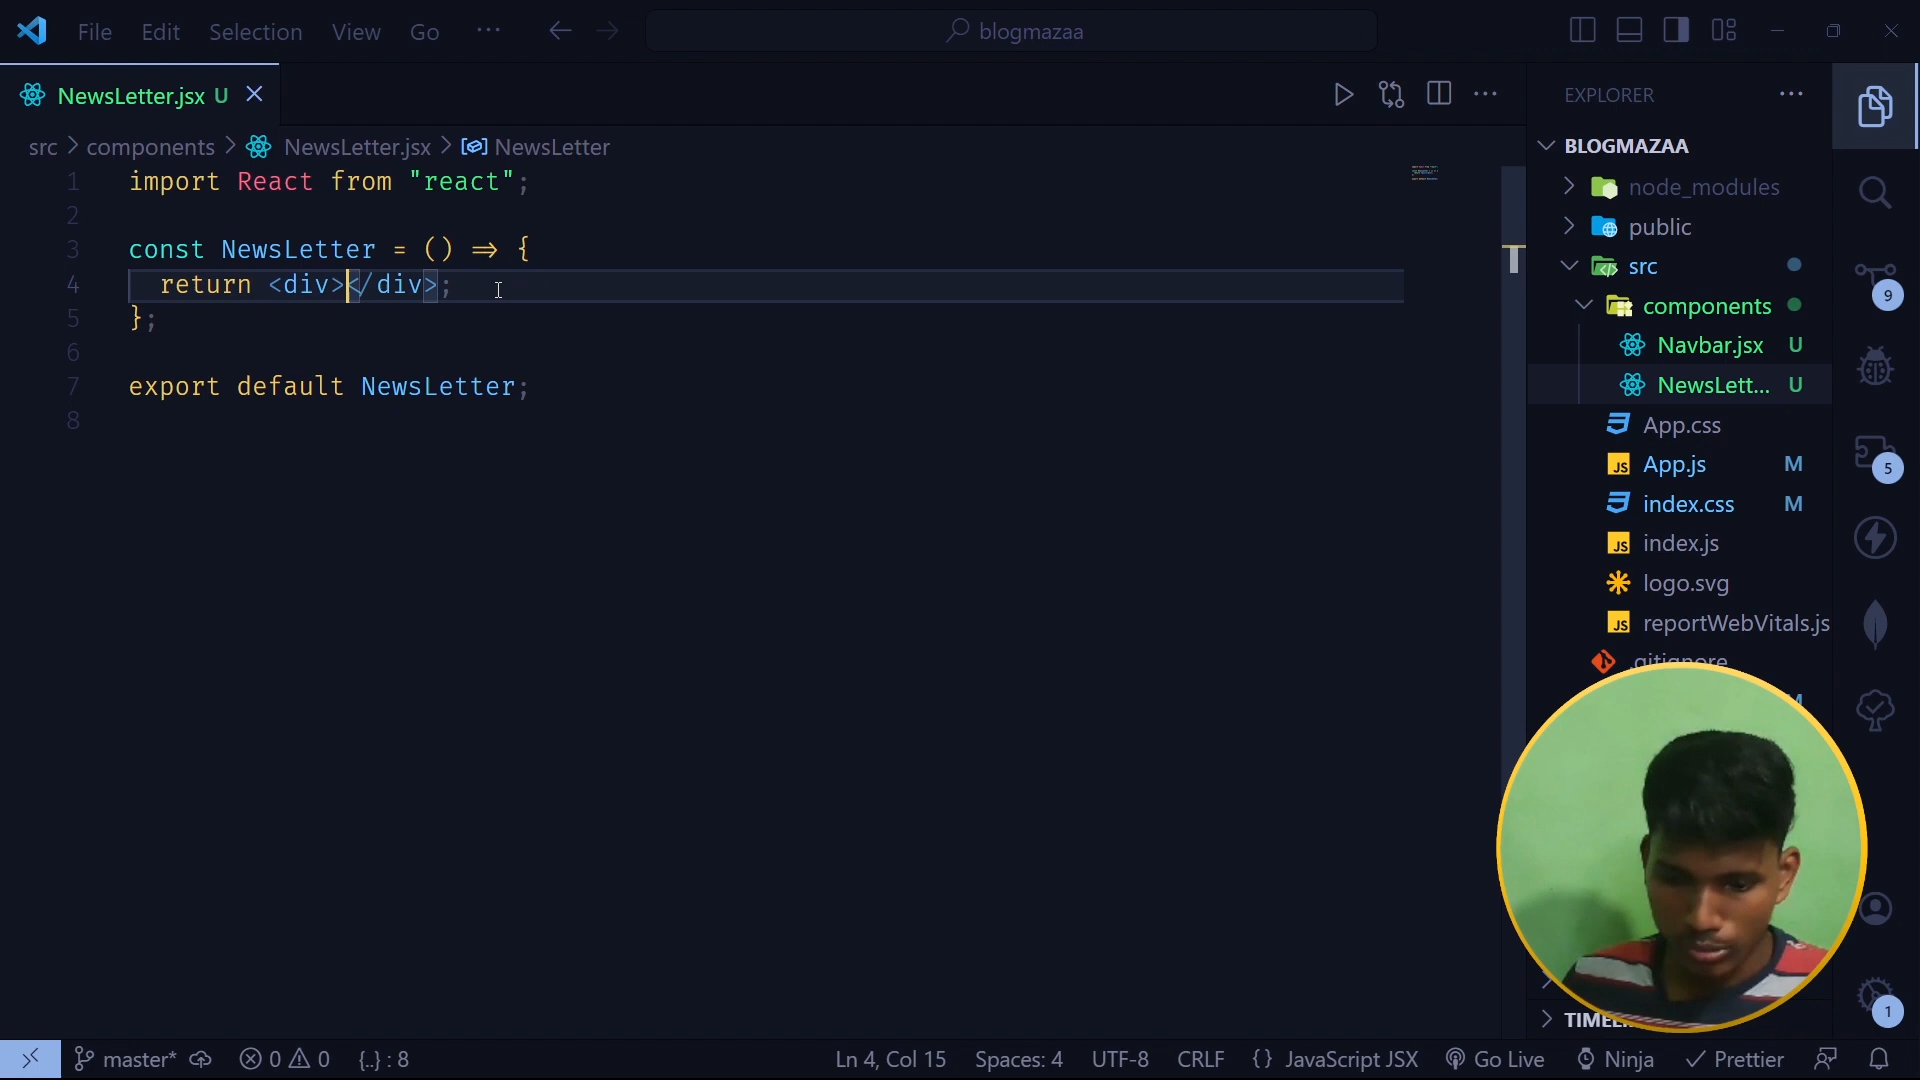 File Edit Selection View Go ··· blogmazaa
NewsLetter.jsx U
src > components > NewsLetter.jsx > NewsLetter
1 import React from "react";
2
3 const NewsLetter = () => {
4 return <div></div>;
5 };
6
7 export default NewsLetter;
8
EXPLORER
BLOGMAZAA
node_modules
public
src
components
Navbar.jsx U
NewsLett... U
App.css
App.js M
index.css M
index.js
logo.svg
reportWebVitals.js
.gitignore
M
9
5
1
master* 0 0 {..} : 8 Ln 4, Col 15 Spaces: 4 UTF-8 CRLF {} JavaScript JSX Go Live Ninja Prettier